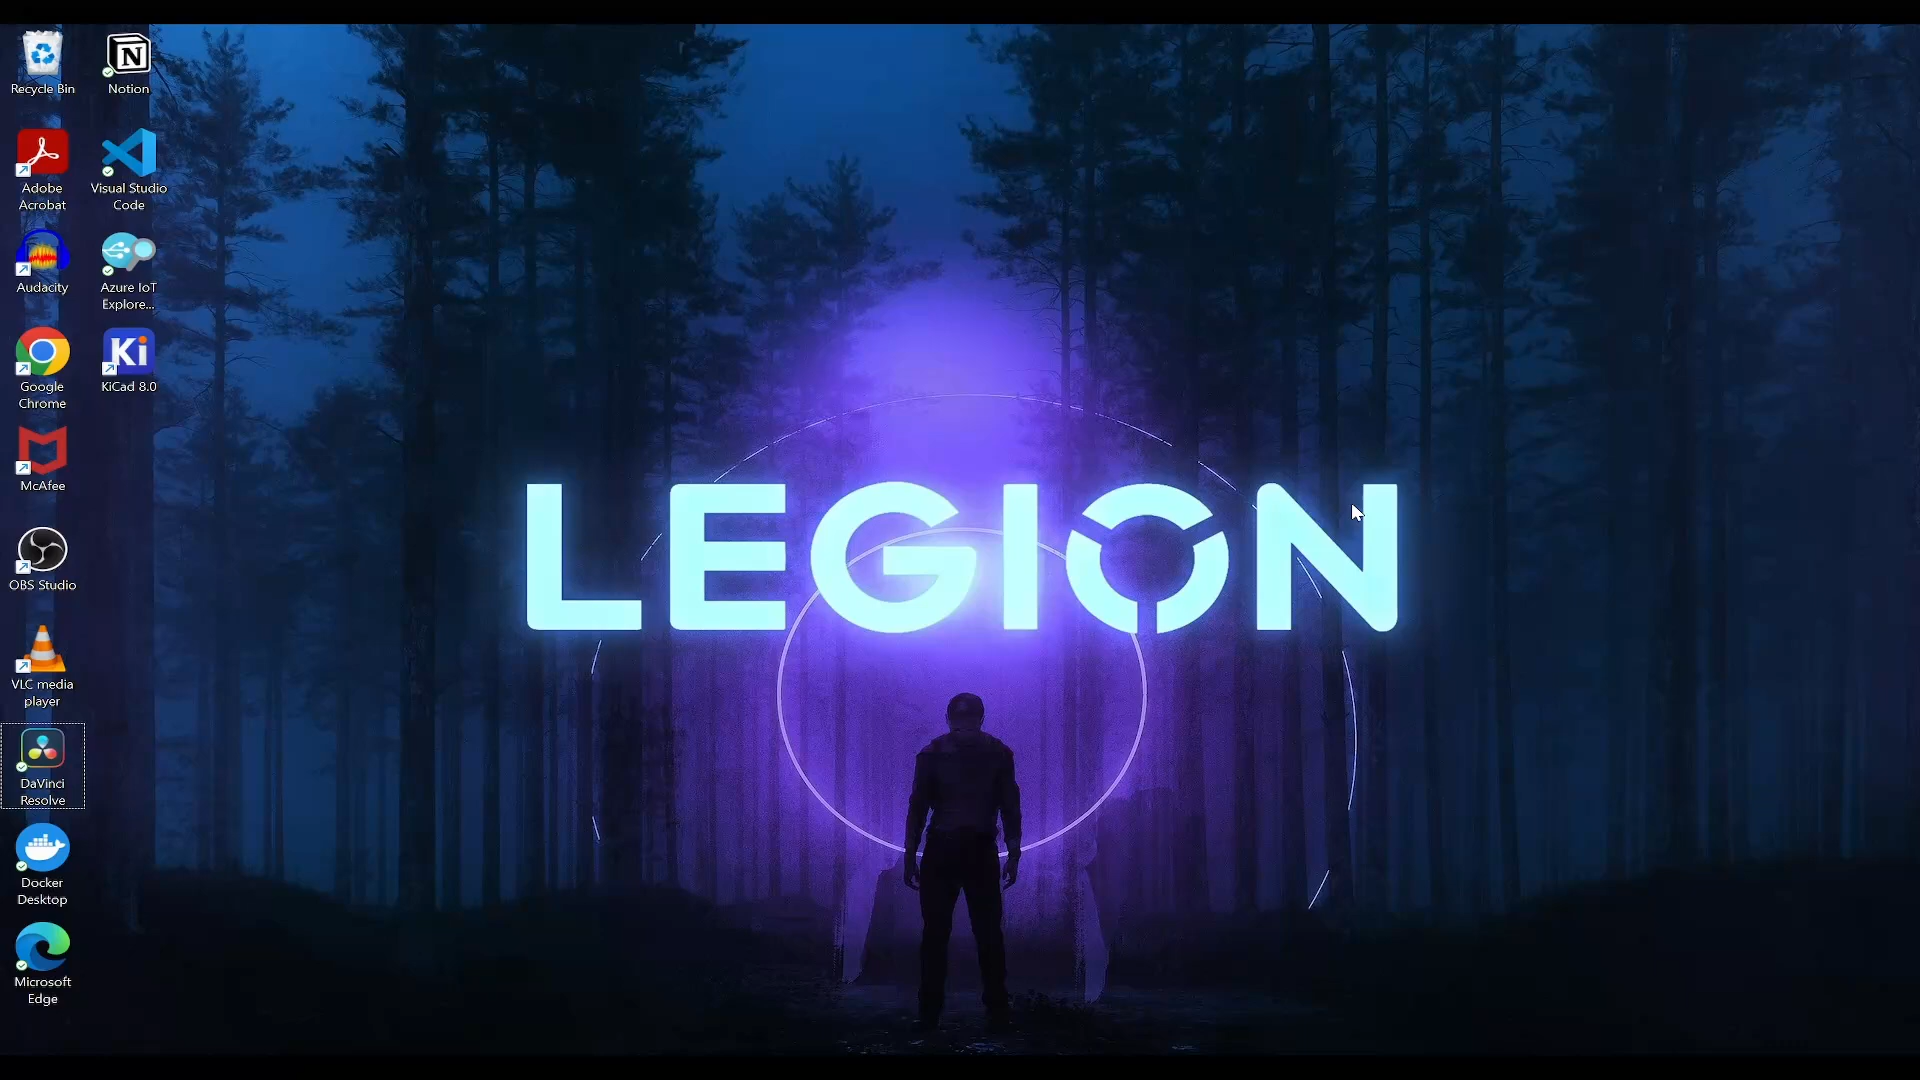 Recycle Bin
Notion
Adobe
Acrobat
Visual Studio
Code
Audacity
Azure IoT
Explore...
Google
Chrome
KiCad 8.0
McAfee
OBS Studio
VLC media
player
DaVinci
Resolve
Docker
Desktop
Microsoft
Edge
N
Ki
LEGION